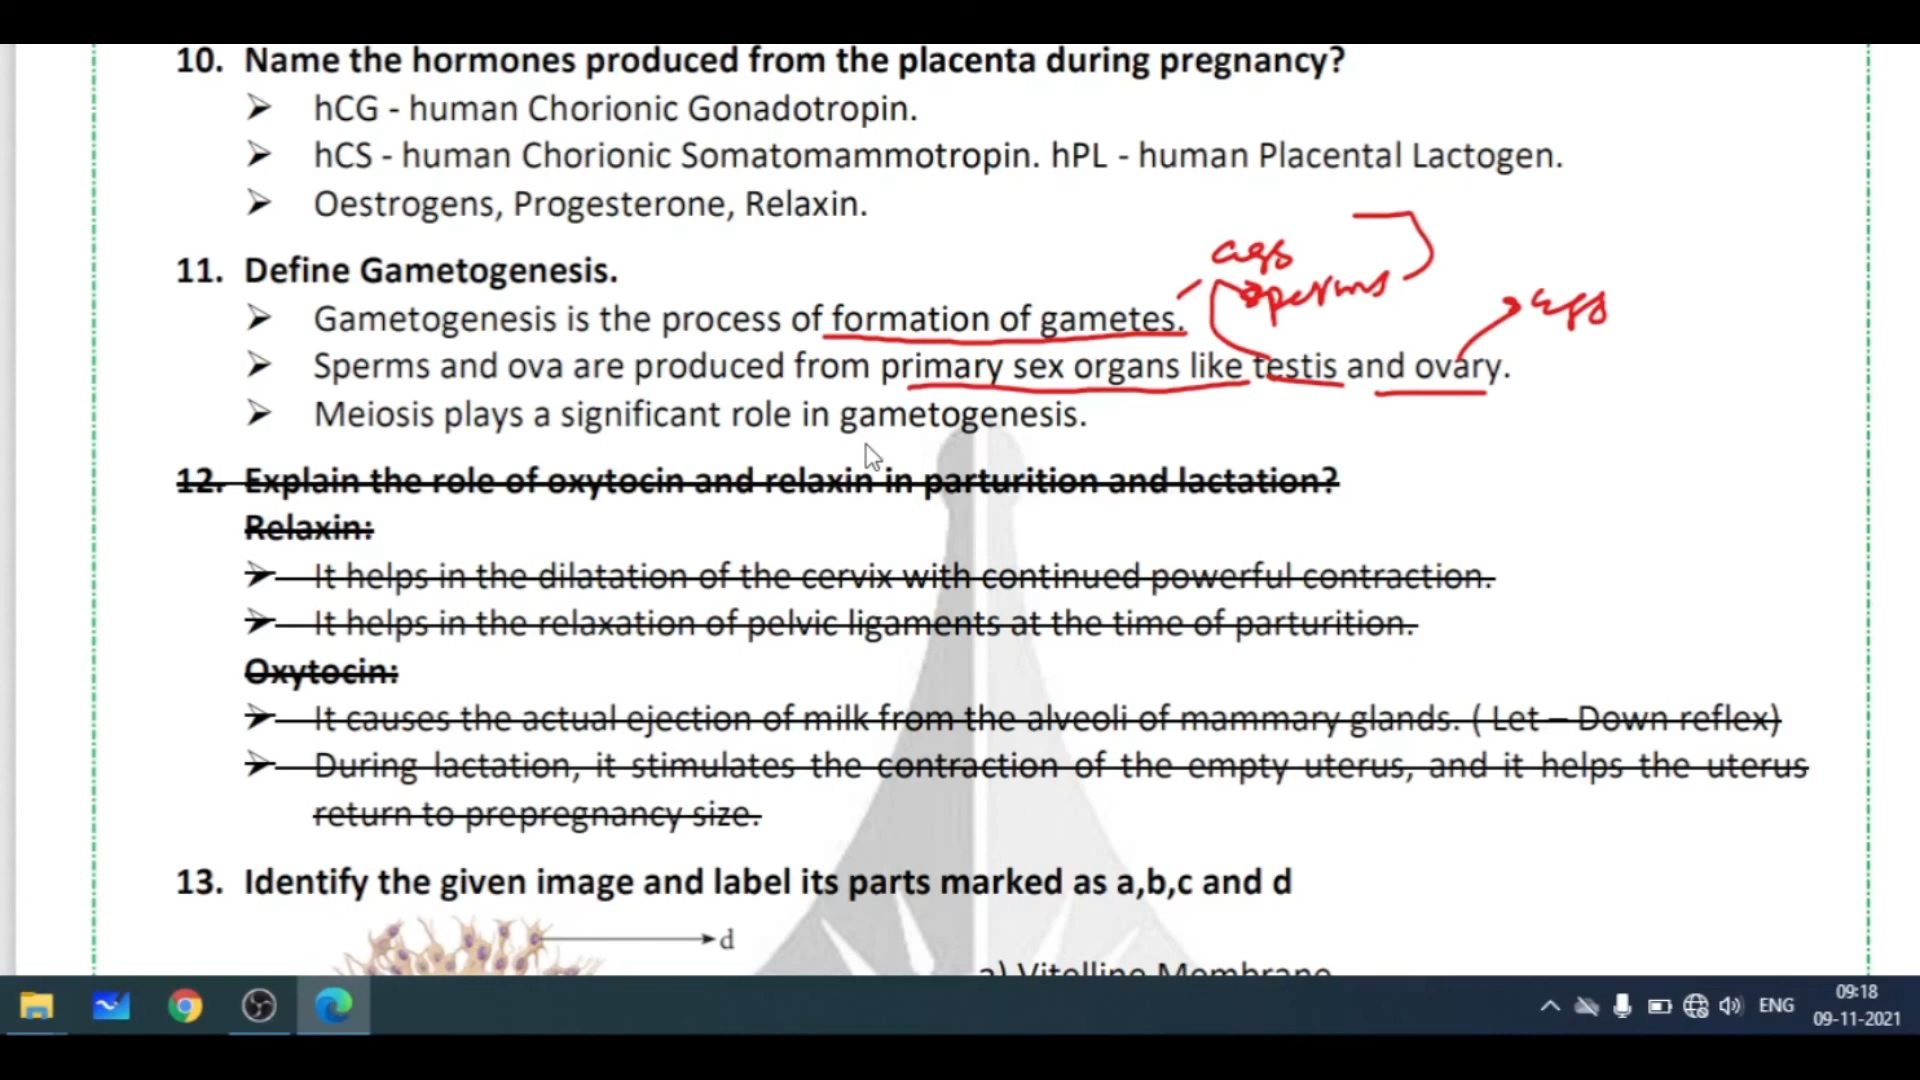 10. Name the hormones produced from the placenta during pregnancy?
➢ hCG - human Chorionic Gonadotropin.
➢ hCS - human Chorionic Somatomammotropin. hPL - human Placental Lactogen.
➢ Oestrogens, Progesterone, Relaxin.
11. Define Gametogenesis.
sperms
➢ Gametogenesis is the process of formation of gametes.
➢ Sperms and ova are produced from primary sex organs like testis and ovary.
➢ Meiosis plays a significant role in gametogenesis.
12. Explain the role of oxytocin and relaxin in parturition and lactation?
Relaxin:
➢ It helps in the dilatation of the cervix with continued powerful contraction.
➢ It helps in the relaxation of pelvic ligaments at the time of parturition.
Oxytocin:
➢ It causes the actual ejection of milk from the alveoli of mammary glands. ( Let – Down reflex)
➢ During lactation, it stimulates the contraction of the empty uterus, and it helps the uterus
return to prepregnancy size.
13. Identify the given image and label its parts marked as a,b,c and d
d
a) Vitelline Membrane
ENG
09:18
09-11-2021